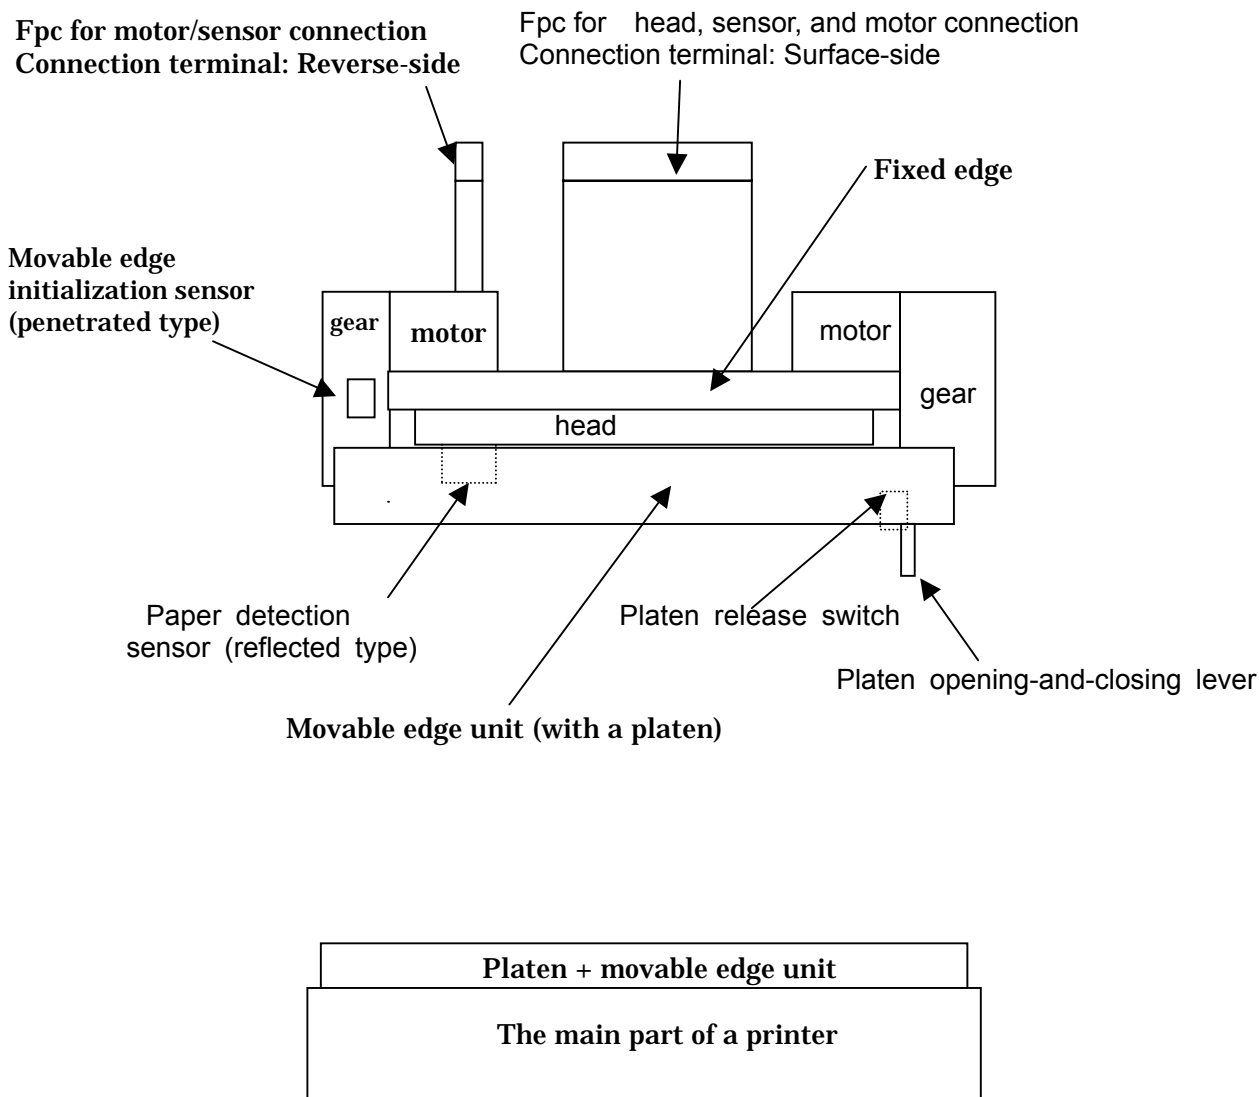 Fpc for motor/sensor connection
Connection terminal: Reverse-side
Fpc for head, sensor, and motor connection
Connection terminal: Surface-side
Fixed edge
Movable edge
initialization sensor
(penetrated type)
gear
motor
motor
gear
head
Paper detection
sensor (reflected type)
Platen release switch
Platen opening-and-closing lever
Movable edge unit (with a platen)
Platen + movable edge unit
The main part of a printer